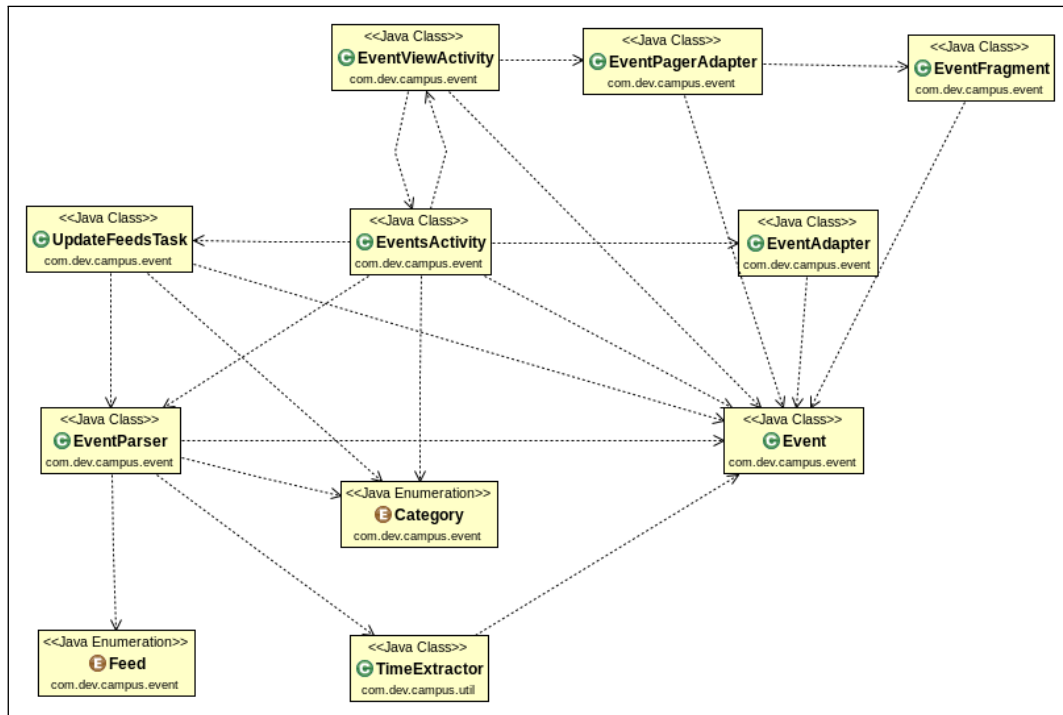 <<Java Class>>
C EventViewActivity
com.dev.campus.event
<<Java Class>>
C EventPagerAdapter
com.dev.campus.event
<<Java Class>>
C EventFragment
com.dev.campus.event
<<Java Class>>
C UpdateFeedsTask
com.dev.campus.event
<<Java Class>>
C EventsActivity
com.dev.campus.event
<<Java Class>>
C EventAdapter
com.dev.campus.event
<<Java Class>>
C EventParser
com.dev.campus.event
<<Java Class>>
C Event
com.dev.campus.event
<<Java Enumeration>>
E Category
com.dev.campus.event
<<Java Enumeration>>
E Feed
com.dev.campus.event
<<Java Class>>
C TimeExtractor
com.dev.campus.util